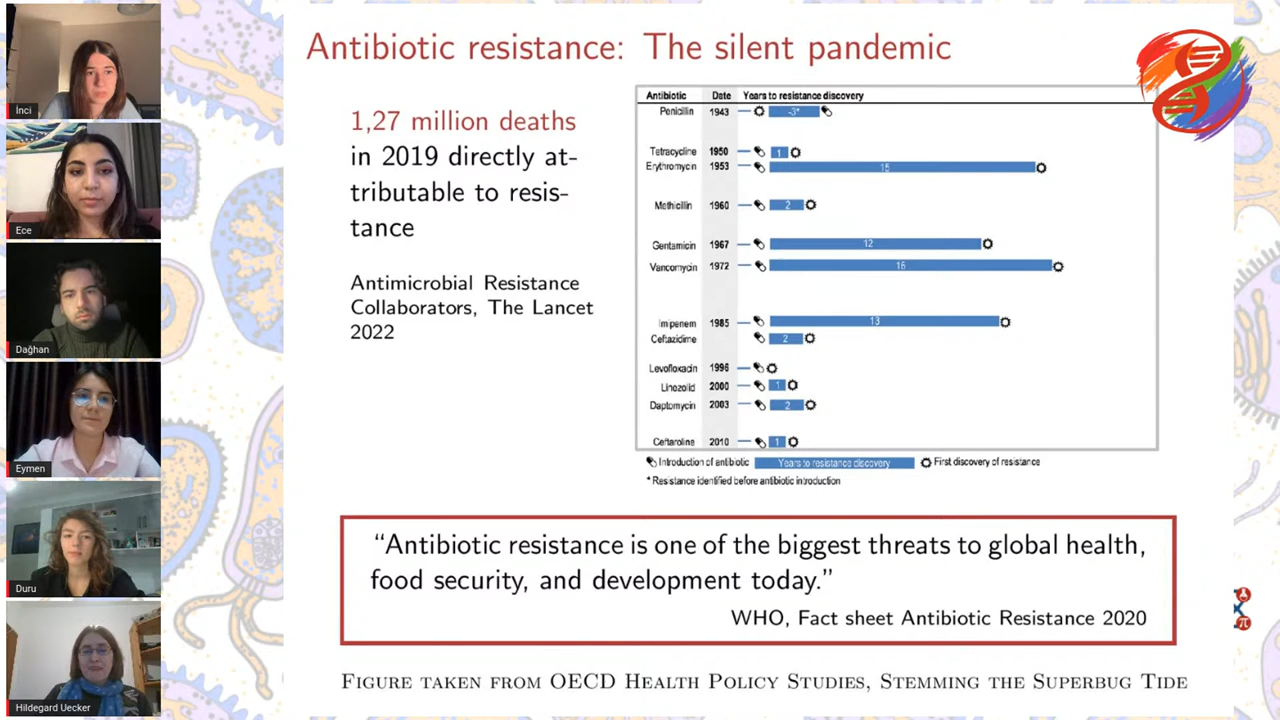 İnci
Ece
Dağhan
Eymen
Duru
Hildegard Uecker
Antibiotic resistance: The silent pandemic
1,27 million deaths
in 2019 directly at-
tributable to resis-
tance
Antimicrobial Resistance
Collaborators, The Lancet
2022
Antibiotic Date Years to resistance discovery
Penicillin 1943 -3*
Tetracycline 1950 1
Erythromycin 1953 15
Methicillin 1960 2
Gentamicin 1967 12
Vancomycin 1972 16
Imipenem 1985 13
Ceftazidime 2
Levofloxacin 1996
Linozolid 2000 1
Daptomycin 2003 2
Ceftaroline 2010 1
Introduction of antibiotic Years to resistance discovery First discovery of resistance
* Resistance identified before antibiotic introduction
“Antibiotic resistance is one of the biggest threats to global health,
food security, and development today.”
WHO, Fact sheet Antibiotic Resistance 2020
Figure taken from OECD Health Policy Studies, Stemming the Superbug Tide